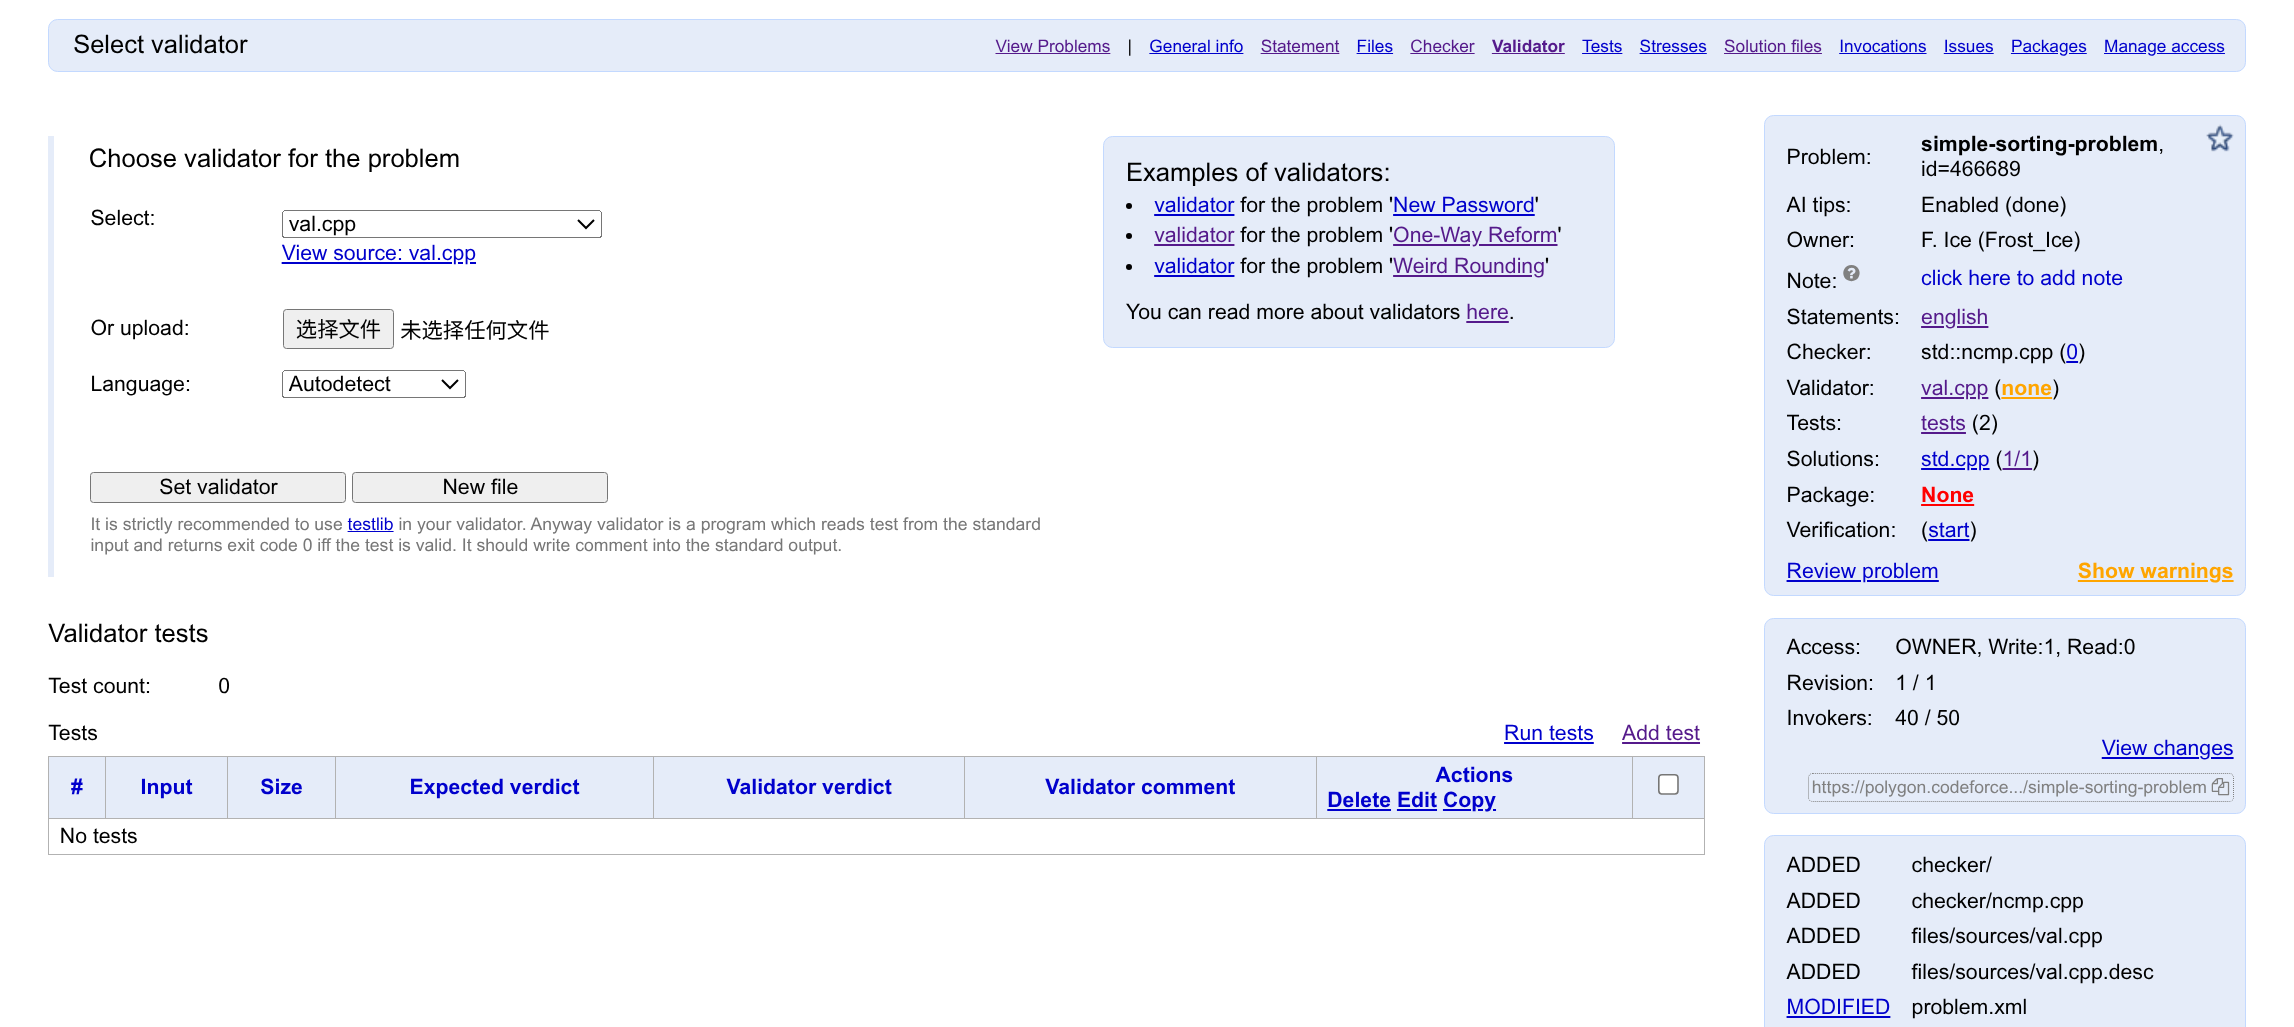 Select validator
View Problems | General info Statement Files Checker Validator Tests Stresses Solution files Invocations Issues Packages Manage access
Choose validator for the problem
Select:
val.cpp
View source: val.cpp
Or upload:
选择文件 未选择任何文件
Language:
Autodetect
Set validator
New file
It is strictly recommended to use testlib in your validator. Anyway validator is a program which reads test from the standard
input and returns exit code 0 iff the test is valid. It should write comment into the standard output.
Examples of validators:
• validator for the problem 'New Password'
• validator for the problem 'One-Way Reform'
• validator for the problem 'Weird Rounding'
You can read more about validators here.
Validator tests
Test count: 0
Tests
Run tests Add test
# Input Size Expected verdict Validator verdict Validator comment Actions
Delete Edit Copy
No tests
Problem: simple-sorting-problem,
id=466689
AI tips: Enabled (done)
Owner: F. Ice (Frost_Ice)
Note: ? click here to add note
Statements: english
Checker: std::ncmp.cpp (0)
Validator: val.cpp (none)
Tests: tests (2)
Solutions: std.cpp (1/1)
Package: None
Verification: (start)
Review problem Show warnings
Access: OWNER, Write:1, Read:0
Revision: 1 / 1
Invokers: 40 / 50
View changes
https://polygon.codeforce.../simple-sorting-problem
ADDED checker/
ADDED checker/ncmp.cpp
ADDED files/sources/val.cpp
ADDED files/sources/val.cpp.desc
MODIFIED problem.xml